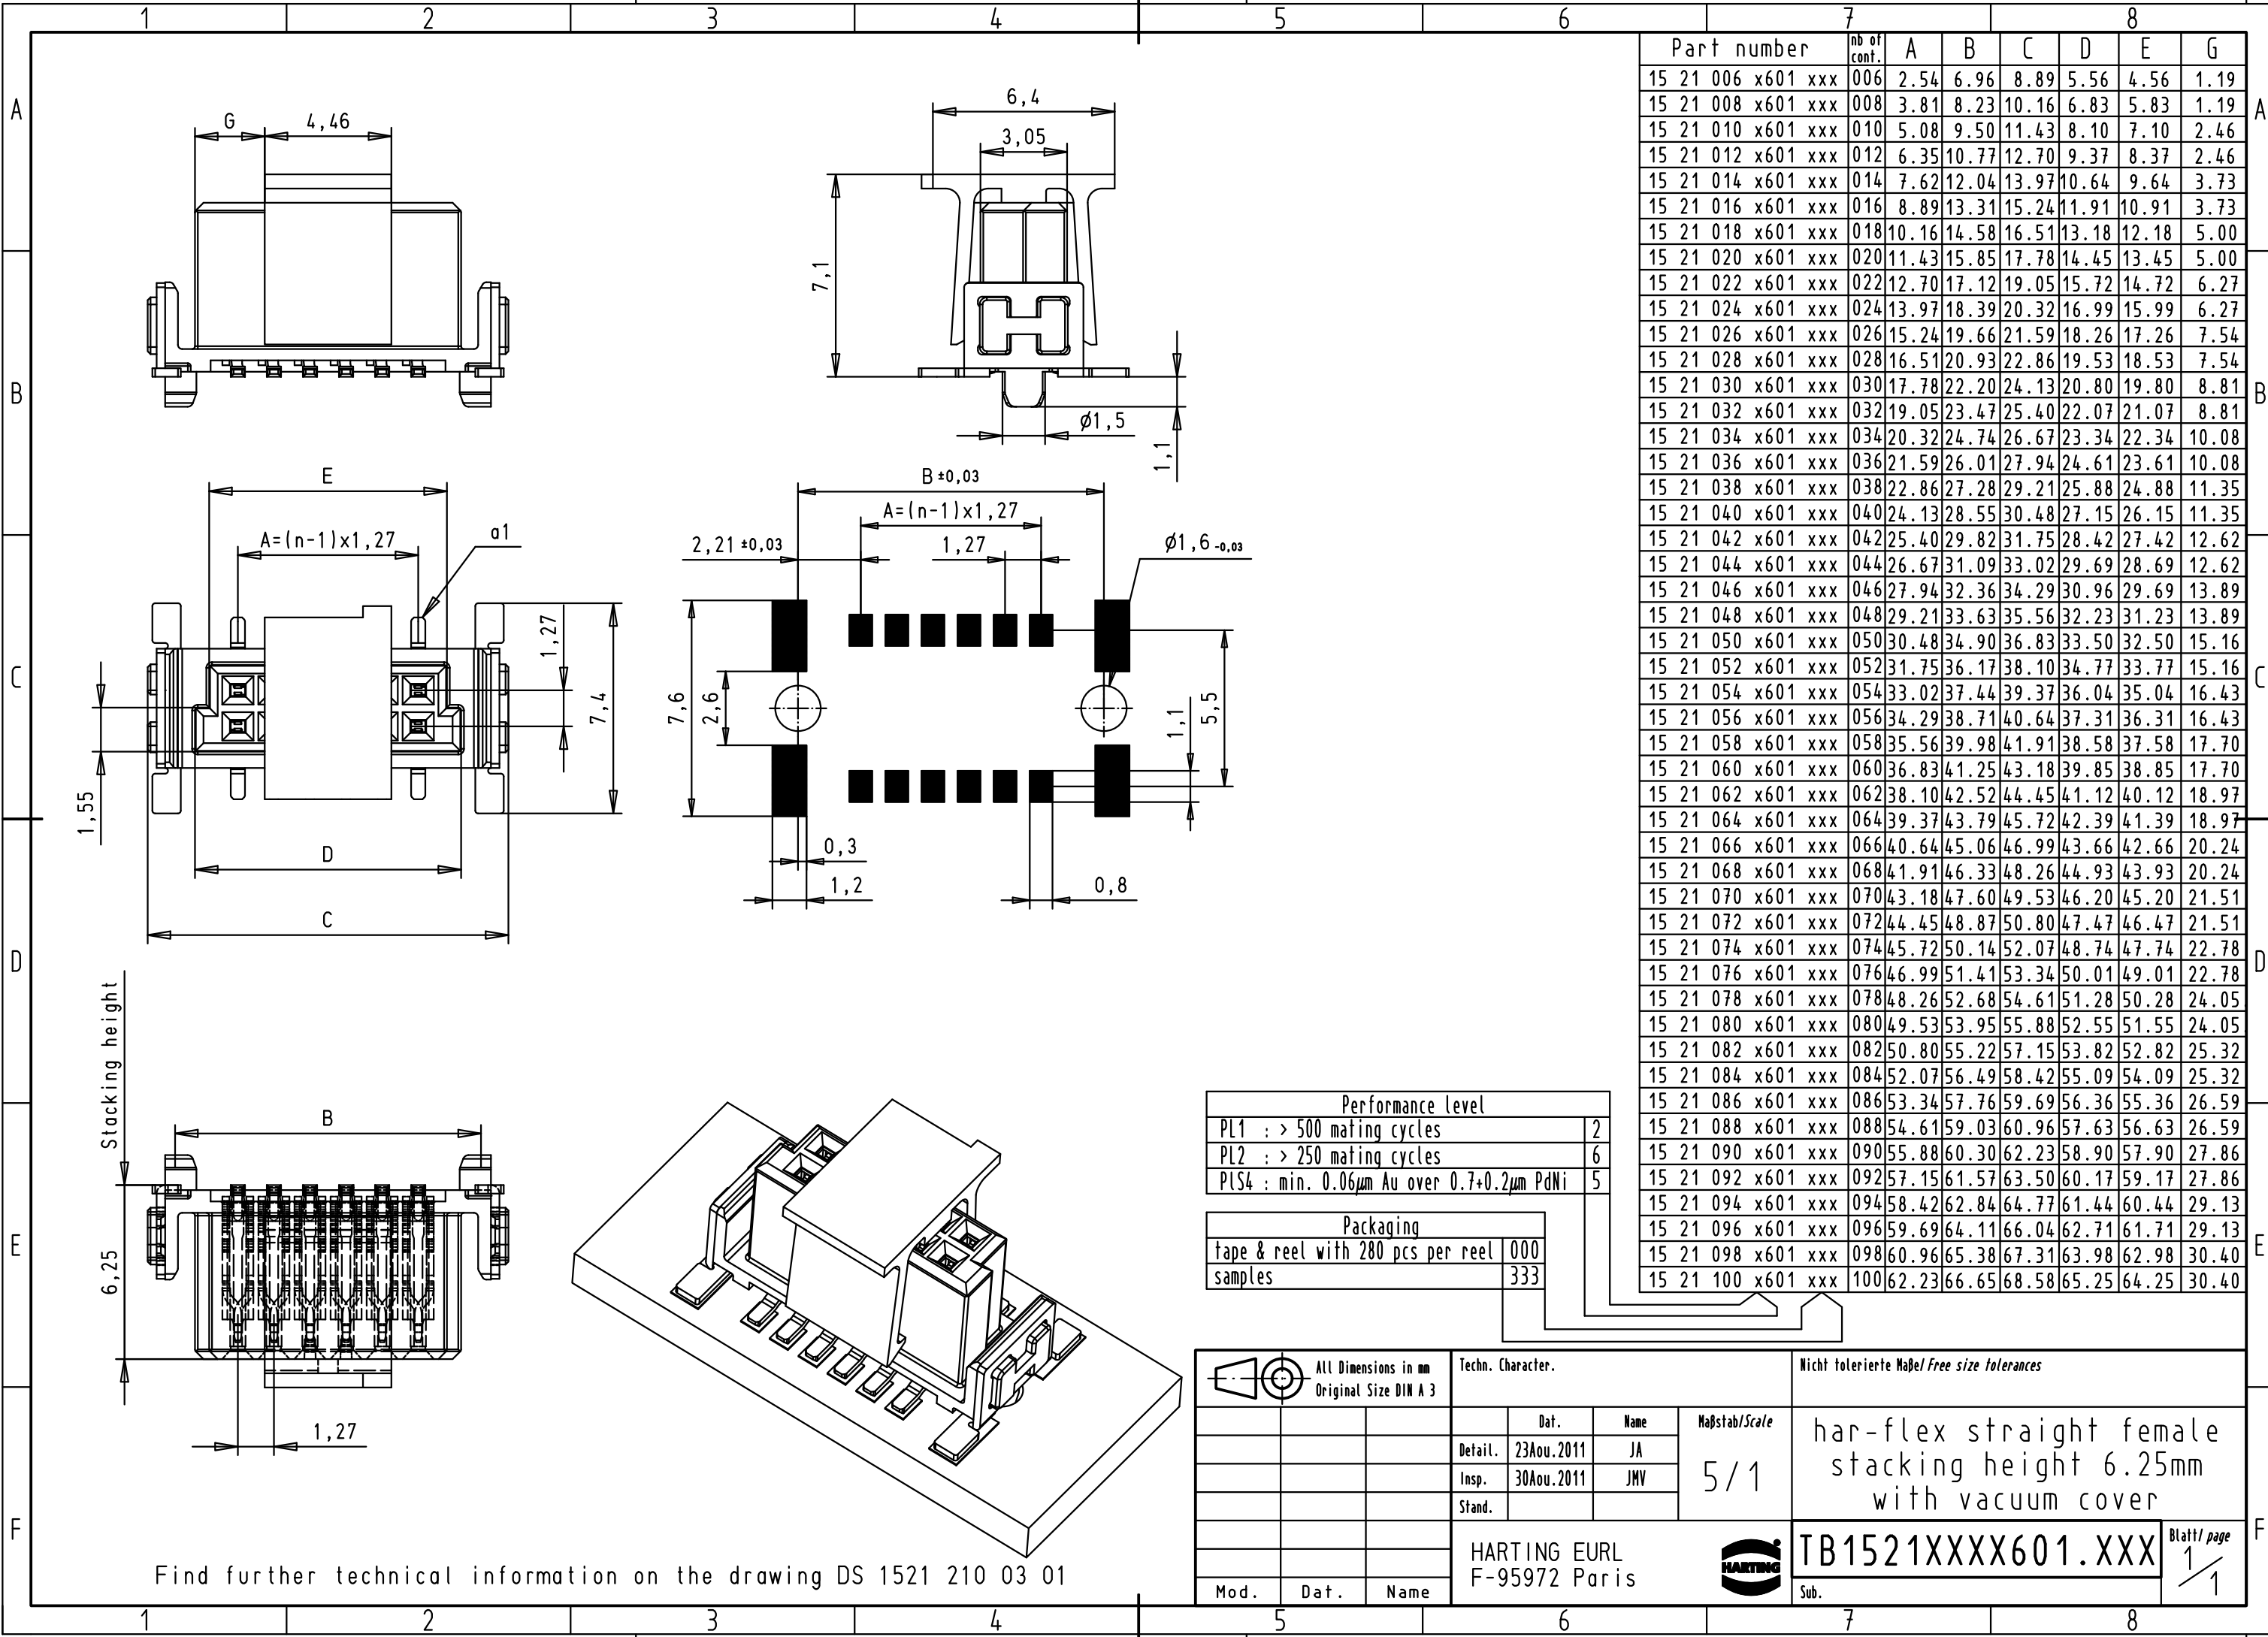 1 2 3 4 5 6 7 8
A
B
C
D
E
F
G
4,46
6,4
3,05
7,1
Ø1,5
1,1
E
A=(n-1)x1,27
a1
1,27
7,4
1,55
D
C
B ±0,03
A=(n-1)x1,27
2,21 ±0,03
1,27
Ø1,6 -0,03
7,6
2,6
1,1
5,5
0,3
1,2
0,8
Stacking height
B
6,25
1,27
Part number nb of cont. A B C D E G
15 21 006 x601 xxx 006 2.54 6.96 8.89 5.56 4.56 1.19
15 21 008 x601 xxx 008 3.81 8.23 10.16 6.83 5.83 1.19
15 21 010 x601 xxx 010 5.08 9.50 11.43 8.10 7.10 2.46
15 21 012 x601 xxx 012 6.35 10.77 12.70 9.37 8.37 2.46
15 21 014 x601 xxx 014 7.62 12.04 13.97 10.64 9.64 3.73
15 21 016 x601 xxx 016 8.89 13.31 15.24 11.91 10.91 3.73
15 21 018 x601 xxx 018 10.16 14.58 16.51 13.18 12.18 5.00
15 21 020 x601 xxx 020 11.43 15.85 17.78 14.45 13.45 5.00
15 21 022 x601 xxx 022 12.70 17.12 19.05 15.72 14.72 6.27
15 21 024 x601 xxx 024 13.97 18.39 20.32 16.99 15.99 6.27
15 21 026 x601 xxx 026 15.24 19.66 21.59 18.26 17.26 7.54
15 21 028 x601 xxx 028 16.51 20.93 22.86 19.53 18.53 7.54
15 21 030 x601 xxx 030 17.78 22.20 24.13 20.80 19.80 8.81
15 21 032 x601 xxx 032 19.05 23.47 25.40 22.07 21.07 8.81
15 21 034 x601 xxx 034 20.32 24.74 26.67 23.34 22.34 10.08
15 21 036 x601 xxx 036 21.59 26.01 27.94 24.61 23.61 10.08
15 21 038 x601 xxx 038 22.86 27.28 29.21 25.88 24.88 11.35
15 21 040 x601 xxx 040 24.13 28.55 30.48 27.15 26.15 11.35
15 21 042 x601 xxx 042 25.40 29.82 31.75 28.42 27.42 12.62
15 21 044 x601 xxx 044 26.67 31.09 33.02 29.69 28.69 12.62
15 21 046 x601 xxx 046 27.94 32.36 34.29 30.96 29.69 13.89
15 21 048 x601 xxx 048 29.21 33.63 35.56 32.23 31.23 13.89
15 21 050 x601 xxx 050 30.48 34.90 36.83 33.50 32.50 15.16
15 21 052 x601 xxx 052 31.75 36.17 38.10 34.77 33.77 15.16
15 21 054 x601 xxx 054 33.02 37.44 39.37 36.04 35.04 16.43
15 21 056 x601 xxx 056 34.29 38.71 40.64 37.31 36.31 16.43
15 21 058 x601 xxx 058 35.56 39.98 41.91 38.58 37.58 17.70
15 21 060 x601 xxx 060 36.83 41.25 43.18 39.85 38.85 17.70
15 21 062 x601 xxx 062 38.10 42.52 44.45 41.12 40.12 18.97
15 21 064 x601 xxx 064 39.37 43.79 45.72 42.39 41.39 18.97
15 21 066 x601 xxx 066 40.64 45.06 46.99 43.66 42.66 20.24
15 21 068 x601 xxx 068 41.91 46.33 48.26 44.93 43.93 20.24
15 21 070 x601 xxx 070 43.18 47.60 49.53 46.20 45.20 21.51
15 21 072 x601 xxx 072 44.45 48.87 50.80 47.47 46.47 21.51
15 21 074 x601 xxx 074 45.72 50.14 52.07 48.74 47.74 22.78
15 21 076 x601 xxx 076 46.99 51.41 53.34 50.01 49.01 22.78
15 21 078 x601 xxx 078 48.26 52.68 54.61 51.28 50.28 24.05
15 21 080 x601 xxx 080 49.53 53.95 55.88 52.55 51.55 24.05
15 21 082 x601 xxx 082 50.80 55.22 57.15 53.82 52.82 25.32
15 21 084 x601 xxx 084 52.07 56.49 58.42 55.09 54.09 25.32
15 21 086 x601 xxx 086 53.34 57.76 59.69 56.36 55.36 26.59
15 21 088 x601 xxx 088 54.61 59.03 60.96 57.63 56.63 26.59
15 21 090 x601 xxx 090 55.88 60.30 62.23 58.90 57.90 27.86
15 21 092 x601 xxx 092 57.15 61.57 63.50 60.17 59.17 27.86
15 21 094 x601 xxx 094 58.42 62.84 64.77 61.44 60.44 29.13
15 21 096 x601 xxx 096 59.69 64.11 66.04 62.71 61.71 29.13
15 21 098 x601 xxx 098 60.96 65.38 67.31 63.98 62.98 30.40
15 21 100 x601 xxx 100 62.23 66.65 68.58 65.25 64.25 30.40
Performance level
PL1 : > 500 mating cycles 2
PL2 : > 250 mating cycles 6
PlS4 : min. 0.06µm Au over 0.7+0.2µm PdNi 5
Packaging
tape & reel with 280 pcs per reel 000
samples 333
All Dimensions in mm
Original Size DIN A 3
Techn. Character.
Nicht tolerierte Maße/ Free size tolerances
Dat. Name Maßstab/Scale
Detail. 23Aou.2011 JA
Insp. 30Aou.2011 JMV
Stand.
5/1
har-flex straight female
stacking height 6.25mm
with vacuum cover
HARTING EURL
F-95972 Paris
HARTING
TB1521XXXX601.XXX
Blatt/ page
1/1
Sub.
Mod. Dat. Name
Find further technical information on the drawing DS 1521 210 03 01
A
B
C
D
E
F
1 2 3 4 5 6 7 8